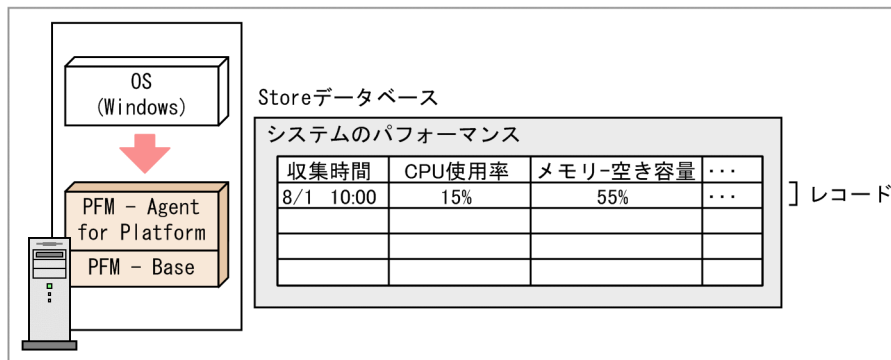 OS
(Windows)
PFM − Agent
for Platform
PFM − Base
Storeデータベース
システムのパフォーマンス
収集時間 CPU使用率 メモリー空き容量 ･･･
8/1 10:00 15% 55% ･･･
レコード